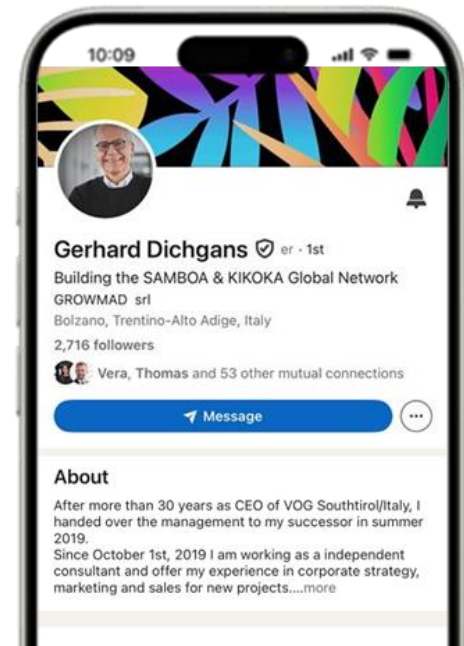 10:09
Gerhard Dichgans er · 1st
Building the SAMBOA & KIKOKA Global Network
GROWMAD srl
Bolzano, Trentino-Alto Adige, Italy
2,716 followers
Vera, Thomas and 53 other mutual connections
Message
About
After more than 30 years as CEO of VOG Southtirol/Italy, I
handed over the management to my successor in summer
2019.
Since October 1st, 2019 I am working as a independent
consultant and offer my experience in corporate strategy,
marketing and sales for new projects....more